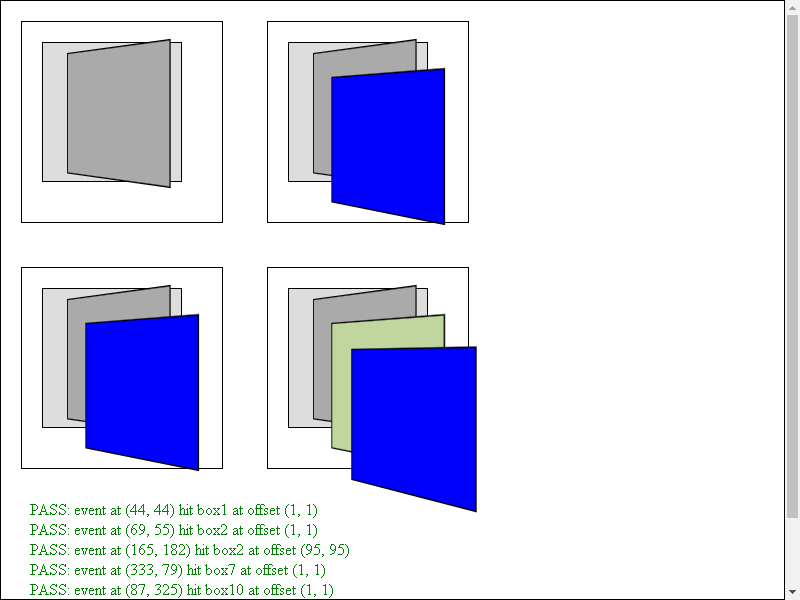 PASS: event at (44, 44) hit box1 at offset (1, 1)
PASS: event at (69, 55) hit box2 at offset (1, 1)
PASS: event at (165, 182) hit box2 at offset (95, 95)
PASS: event at (333, 79) hit box7 at offset (1, 1)
PASS: event at (87, 325) hit box10 at offset (1, 1)